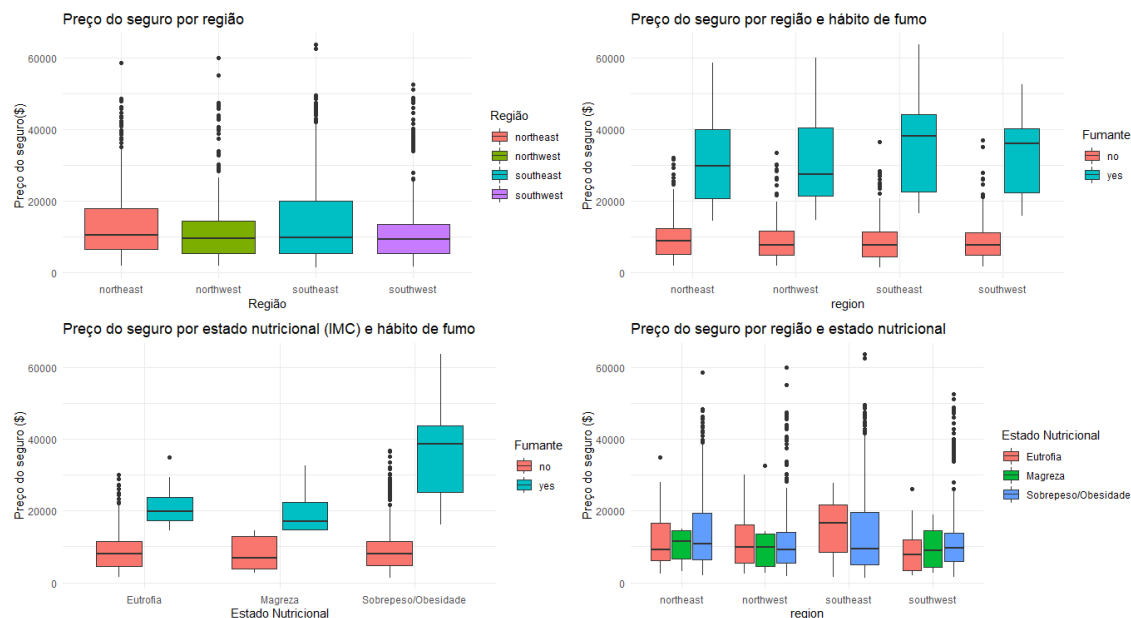 Preço do seguro por região
Preço do seguro($)
60000
40000
20000
0
northeast
northwest
southeast
southwest
Região
Região
northeast
northwest
southeast
southwest
Preço do seguro por região e hábito de fumo
Preço do seguro ($)
60000
40000
20000
0
northeast
northwest
southeast
southwest
region
Fumante
no
yes
Preço do seguro por estado nutricional (IMC) e hábito de fumo
Preço do seguro ($)
60000
40000
20000
0
Eutrofia
Magreza
Sobrepeso/Obesidade
Estado Nutricional
Fumante
no
yes
Preço do seguro por região e estado nutricional
Preço do seguro ($)
60000
40000
20000
0
northeast
northwest
southeast
southwest
region
Estado Nutricional
Eutrofia
Magreza
Sobrepeso/Obesidade